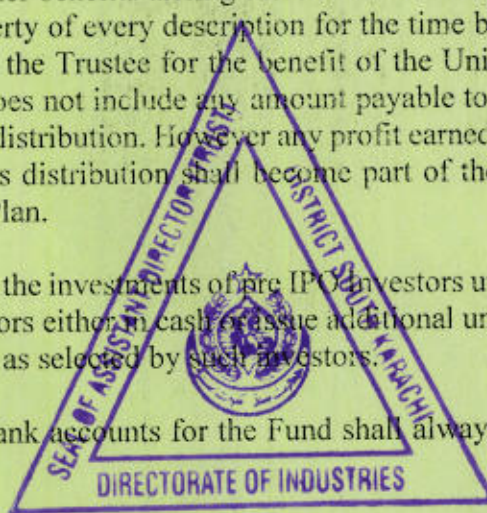 erty of every description for the time b
the Trustee for the benefit of the Uni
oes not include any amount payable to
distribution. However any profit earned
s distribution shall become part of the
Plan.
the investments of pre IPO Investors u
ors either in cash or issue additional un
as selected by such investors.
ank accounts for the Fund shall alway
SEAL OF ASSISTANT DIRECTOR (TRUST)
DISTRICT SOUTH KARACHI
DIRECTORATE OF INDUSTRIES